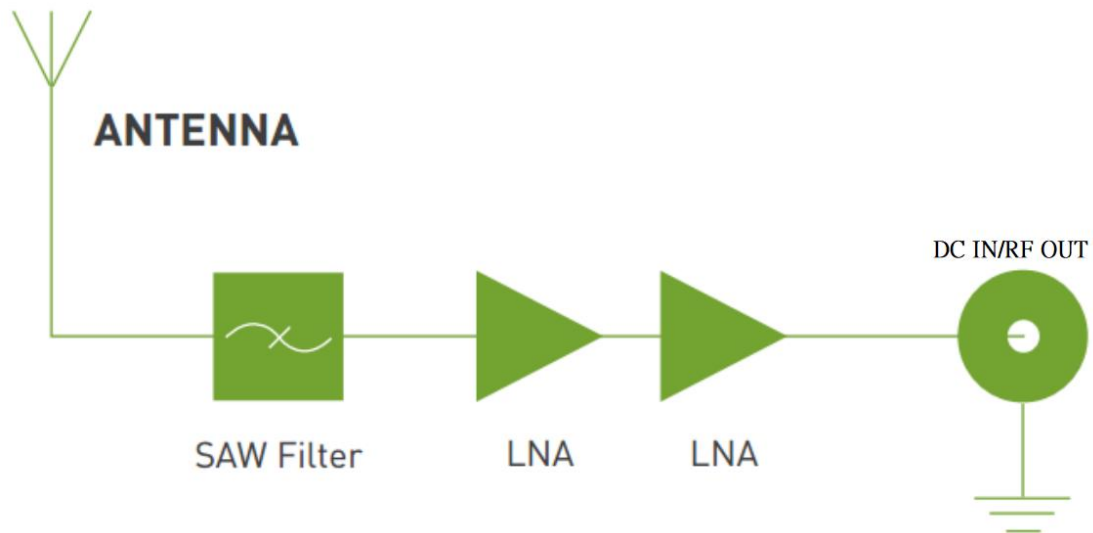 ANTENNA
DC IN/RF OUT
SAW Filter
LNA
LNA